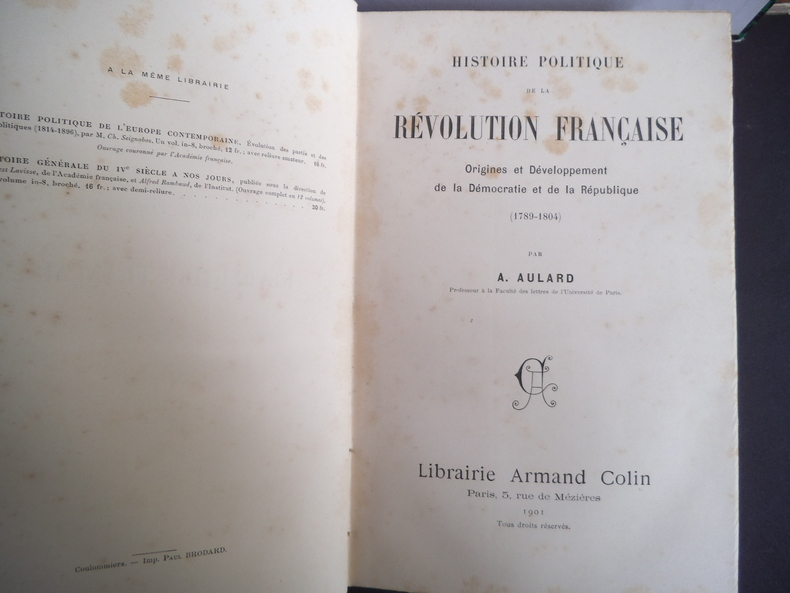 A LA MÊME LIBRAIRIE
TOIRE POLITIQUE DE L'EUROPE CONTEMPORAINE, Évolution des partis et des
olitiques (1814-1896), par M. Ch. Seignobos. Un vol. in-8, broché, 12 fr.; avec reliure amateur. 16 fr.
Ouvrage couronné par l'Académie française.
TOIRE GÉNÉRALE DU IVe SIÈCLE A NOS JOURS, publiée sous la direction de
est Lavisse, de l'Académie française, et Alfred Rambaud, de l'Institut. (Ouvrage complet en 12 volumes).
volume in-8, broché, 16 fr.; avec demi-reliure. . . . . . . . . . . 20 fr.
Coulommiers. — Imp. PAUL BRODARD.
HISTOIRE POLITIQUE
DE LA
RÉVOLUTION FRANÇAISE
Origines et Développement
de la Démocratie et de la République
(1789-1804)
PAR
A. AULARD
Professeur à la Faculté des lettres de l'Université de Paris.
Librairie Armand Colin
Paris, 5, rue de Mézières
1901
Tous droits réservés.